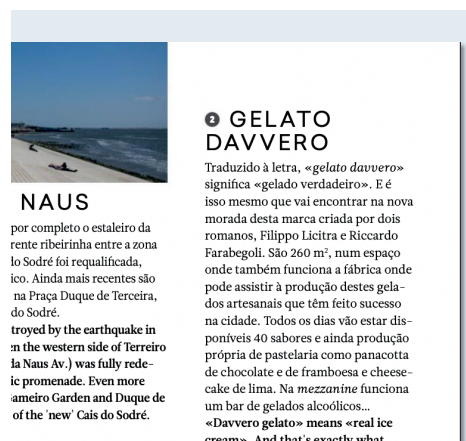 NAUS
por completo o estaleiro da
rente ribeirinha entre a zona
do Sodré foi requalificada,
ico. Ainda mais recentes são
na Praça Duque de Terceira,
do Sodré.
troyed by the earthquake in
en the western side of Terreiro
da Naus Av.) was fully rede-
ic promenade. Even more
Gameiro Garden and Duque de
of the 'new' Cais do Sodré.
2 GELATO
DAVVERO
Traduzido à letra, «gelato davvero»
significa «gelado verdadeiro». E é
isso mesmo que vai encontrar na nova
morada desta marca criada por dois
romanos, Filippo Licitra e Riccardo
Farabegoli. São 260 m², num espaço
onde também funciona a fábrica onde
pode assistir à produção destes gela-
dos artesanais que têm feito sucesso
na cidade. Todos os dias vão estar dis-
poníveis 40 sabores e ainda produção
própria de pastelaria como panacotta
de chocolate e de framboesa e cheese-
cake de lima. Na mezzanine funciona
um bar de gelados alcoólicos...
«Davvero gelato» means «real ice
cream». And that's exactly what